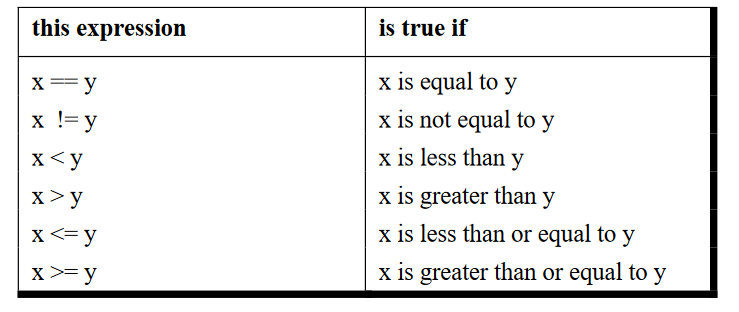 this expression is true if
x == y x is equal to y
x != y x is not equal to y
x < y x is less than y
x > y x is greater than y
x <= y x is less than or equal to y
x >= y x is greater than or equal to y